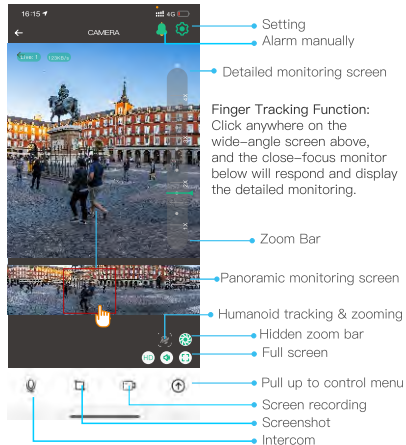 16:15
4G
CAMERA
Setting
Alarm manually
Detailed monitoring screen
Finger Tracking Function:
Click anywhere on the
wide-angle screen above,
and the close-focus monitor
below will respond and display
the detailed monitoring.
Zoom Bar
Panoramic monitoring screen
Humanoid tracking & zooming
Hidden zoom bar
HD
Full screen
Pull up to control menu
Screen recording
Screenshot
Intercom